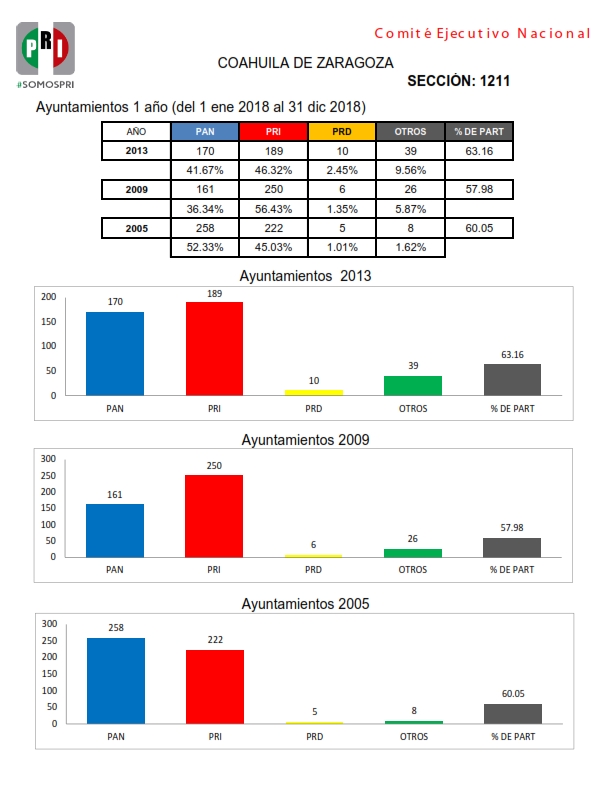 PRI
#SOMOSPRI
Comité Ejecutivo Nacional
COAHUILA DE ZARAGOZA
SECCIÓN: 1211
Ayuntamientos 1 año (del 1 ene 2018 al 31 dic 2018)
AÑO PAN PRI PRD OTROS % DE PART
2013 170 189 10 39 63.16
41.67% 46.32% 2.45% 9.56%
2009 161 250 6 26 57.98
36.34% 56.43% 1.35% 5.87%
2005 258 222 5 8 60.05
52.33% 45.03% 1.01% 1.62%
Ayuntamientos 2013
200
150
100
50
0
170 189 10 39 63.16
PAN PRI PRD OTROS % DE PART
Ayuntamientos 2009
300
250
200
150
100
50
0
161 250 6 26 57.98
PAN PRI PRD OTROS % DE PART
Ayuntamientos 2005
300
250
200
150
100
50
0
258 222 5 8 60.05
PAN PRI PRD OTROS % DE PART